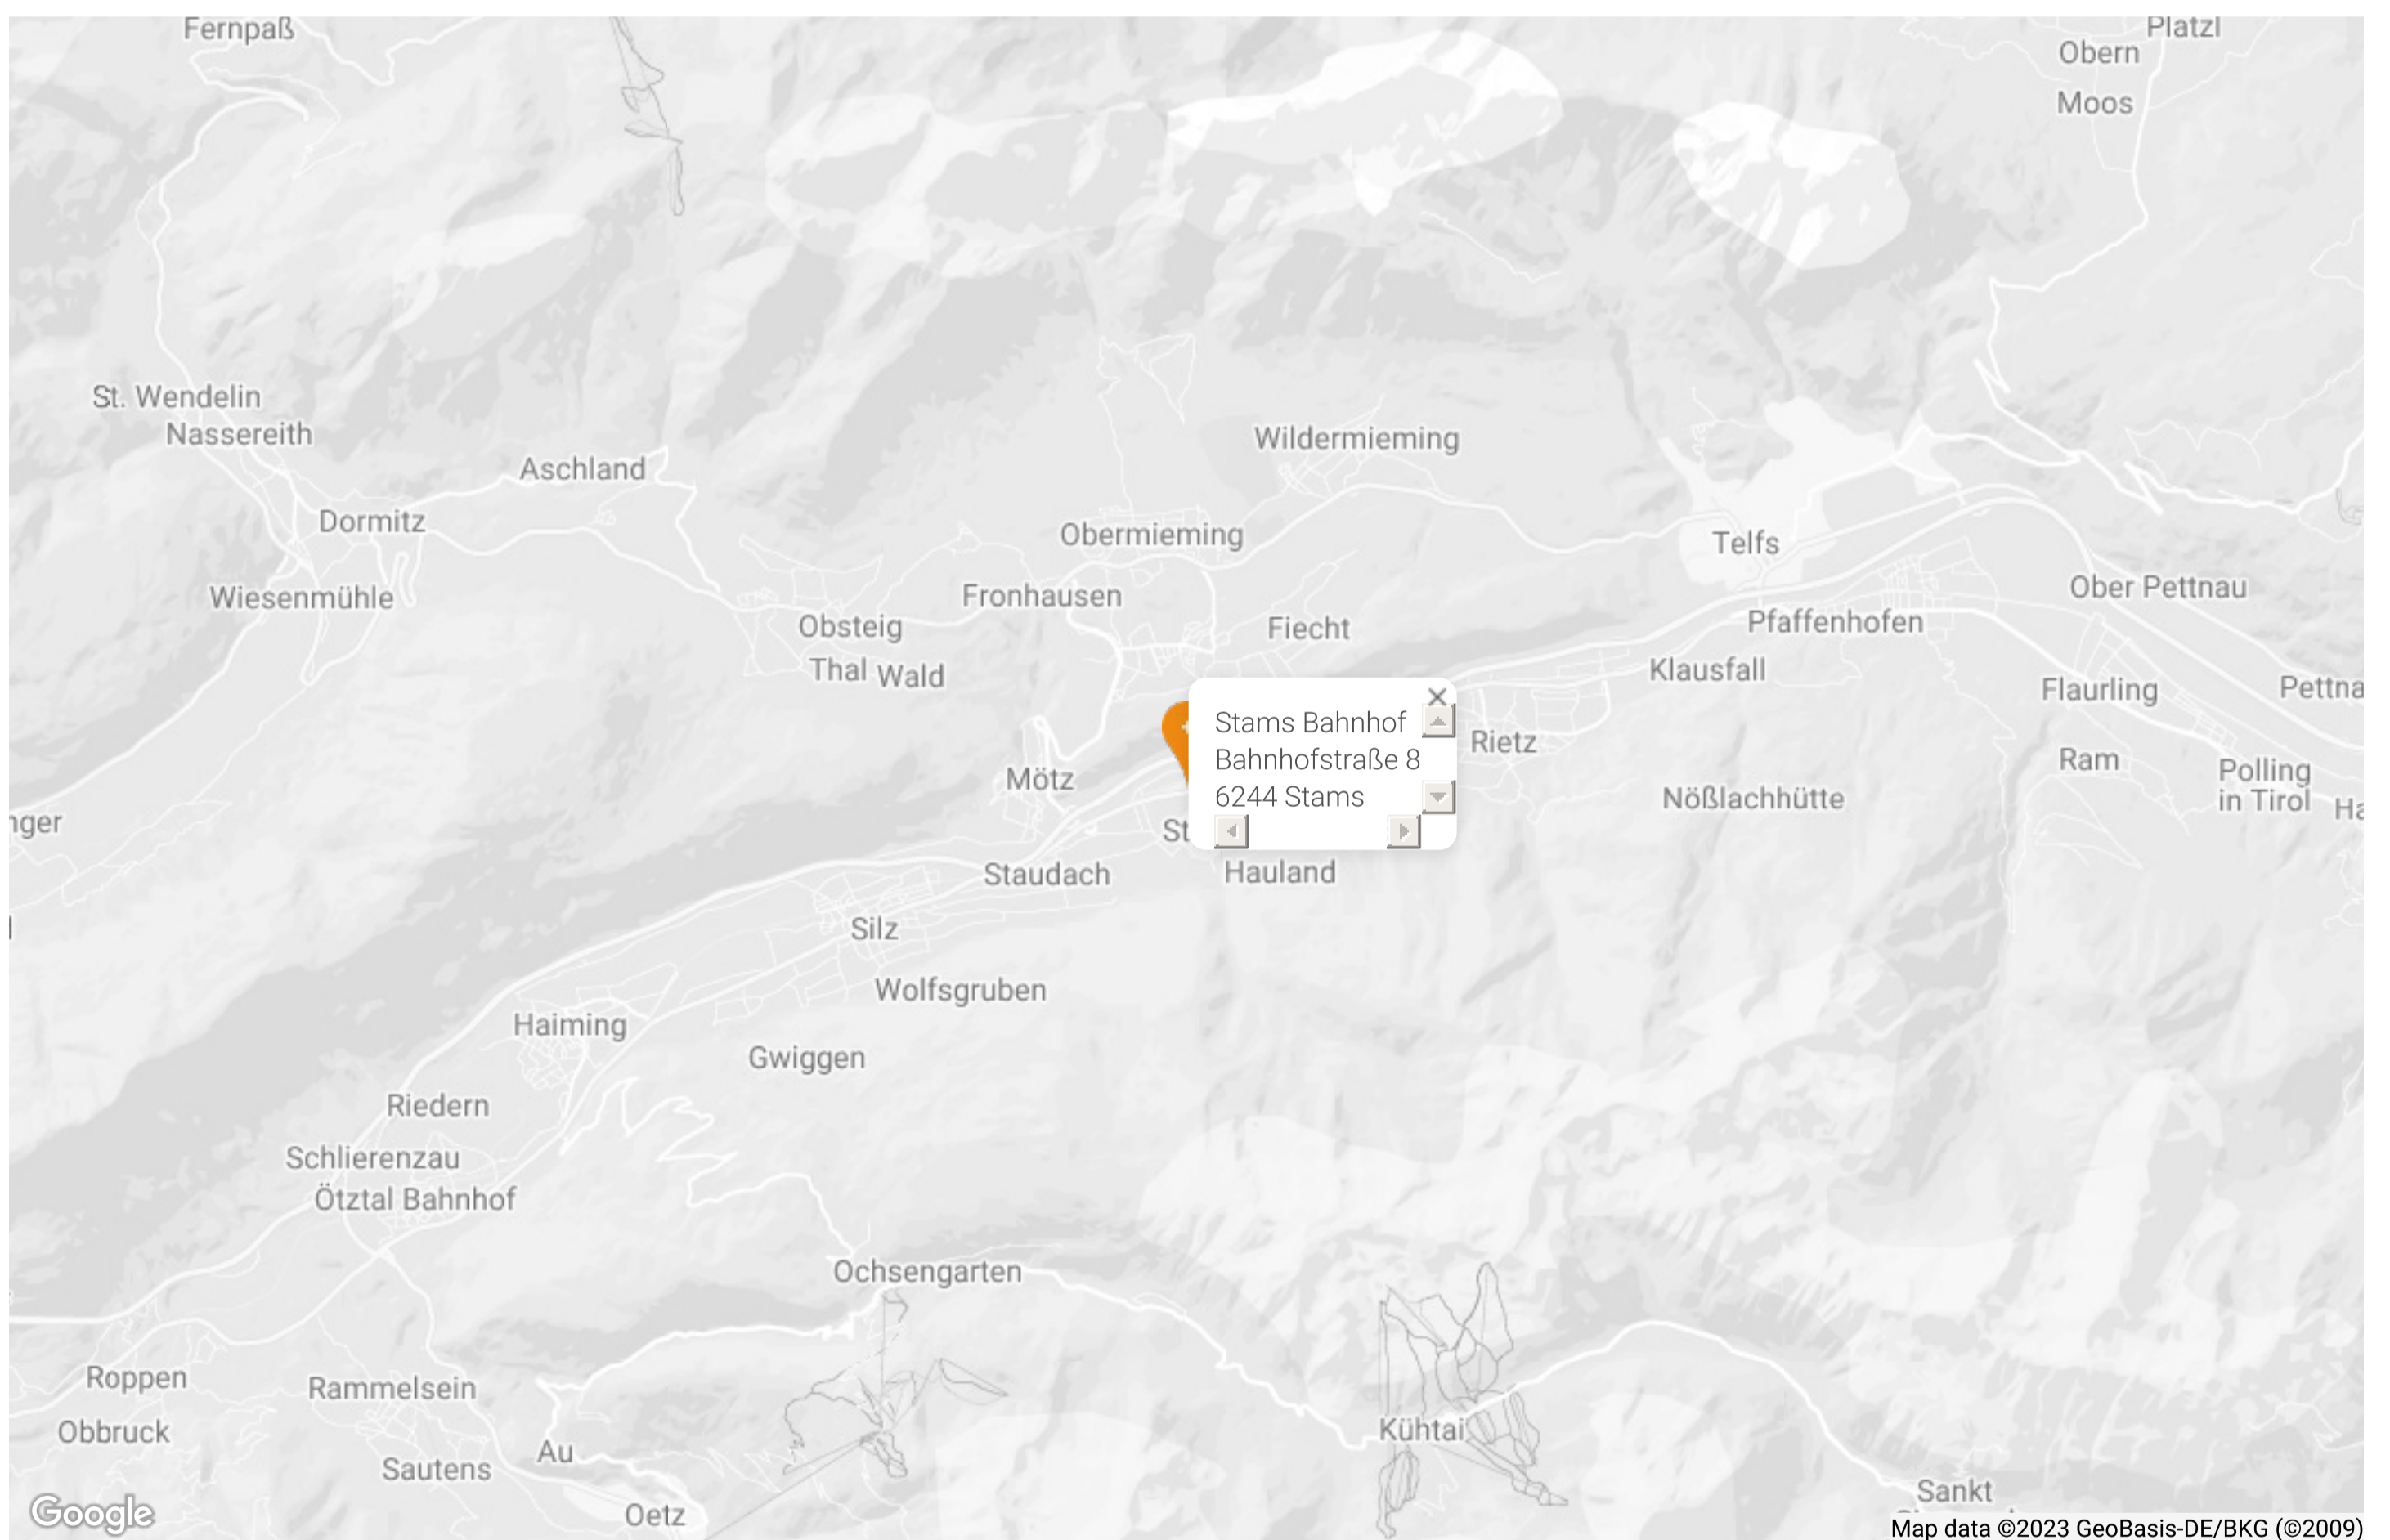 Fernpaß
Platzl
Obern
Moos
St. Wendelin
Nassereith
Wildermieming
Aschland
Dormitz
Obermieming
Telfs
Wiesenmühle
Fronhausen
Ober Pettnau
Obsteig
Fiecht
Pfaffenhofen
Thal
Wald
Klausfall
Flaurling
Pettna
Stams Bahnhof
Bahnhofstraße 8
6244 Stams
Rietz
Mötz
Ram
Nößlachhütte
Polling
in Tirol
Ha
nger
St
Staudach
Hauland
Silz
Wolfsgruben
Haiming
Gwiggen
Riedern
Schlierenzau
Ötztal Bahnhof
Ochsengarten
Roppen
Rammelsein
Obbruck
Kühtai
Au
Sautens
Sankt
Oetz
Google
Map data ©2023 GeoBasis-DE/BKG (©2009)